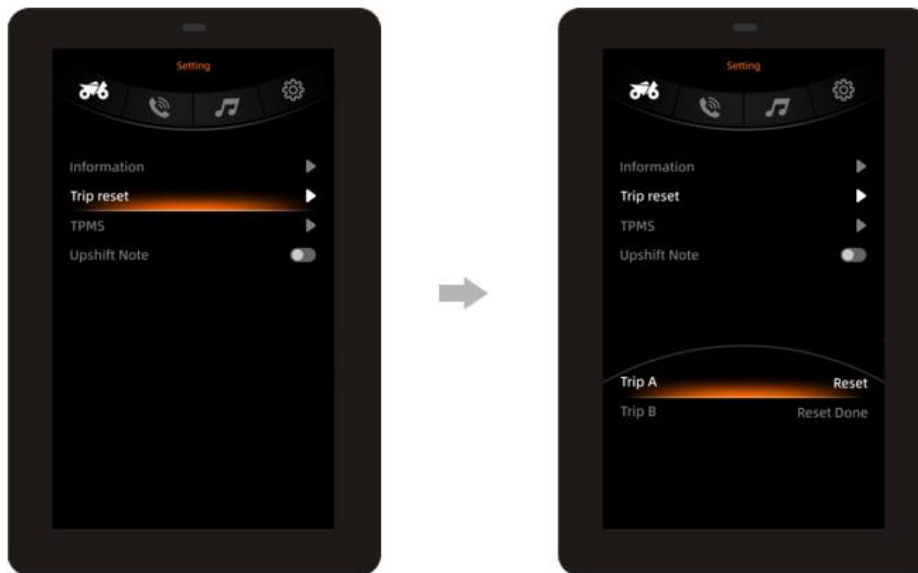 Setting
Information
Trip reset
TPMS
Upshift Note
Setting
Information
Trip reset
TPMS
Upshift Note
Trip A Reset
Trip B Reset Done